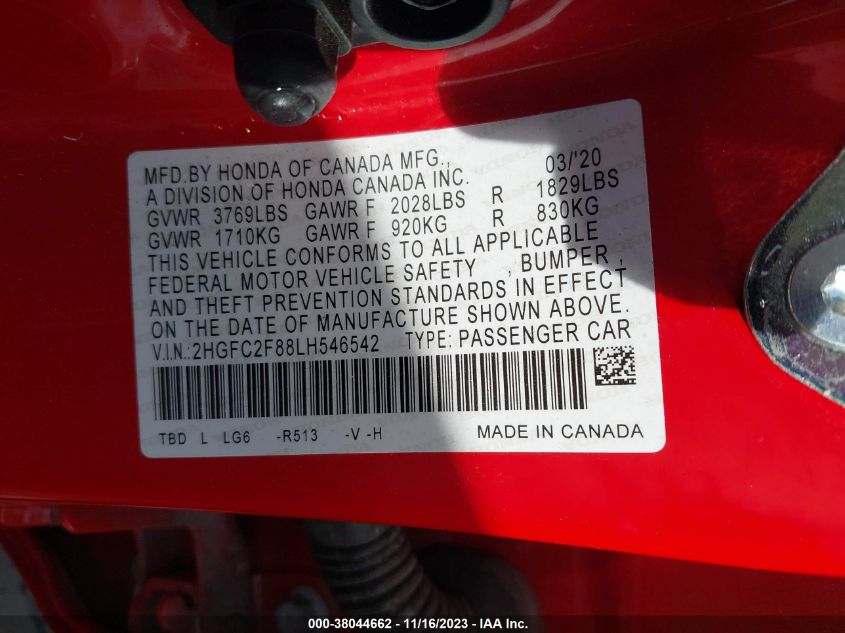 MFD.BY HONDA OF CANADA MFG., 03/'20
A DIVISION OF HONDA CANADA INC.
GVWR 3769LBS GAWR F 2028LBS R 1829LBS
GVWR 1710KG GAWR F 920KG R 830KG
THIS VEHICLE CONFORMS TO ALL APPLICABLE
FEDERAL MOTOR VEHICLE SAFETY , BUMPER ,
AND THEFT PREVENTION STANDARDS IN EFFECT
ON THE DATE OF MANUFACTURE SHOWN ABOVE.
V.I.N.:2HGFC2F88LH546542 TYPE: PASSENGER CAR
TBD L LG6 -R513 -V -H MADE IN CANADA
000-38044662 - 11/16/2023 - IAA Inc.